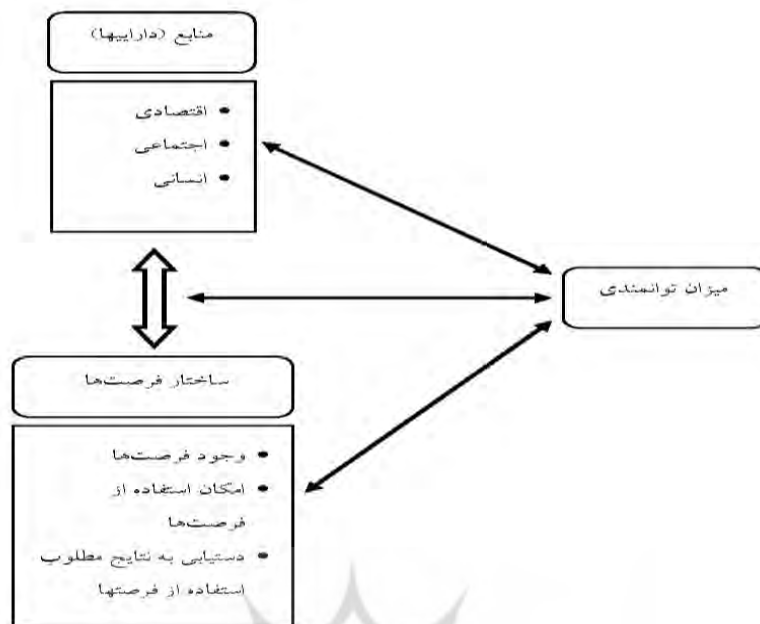 منابع (داراییها)
• اقتصادی
• اجتماعی
• انسانی
میزان توانمندی
ساختار فرصت‌ها
• وجود فرصت‌ها
• امکان استفاده از
فرصت‌ها
• دستیابی به نتایج مطلوب
استفاده از فرصتها